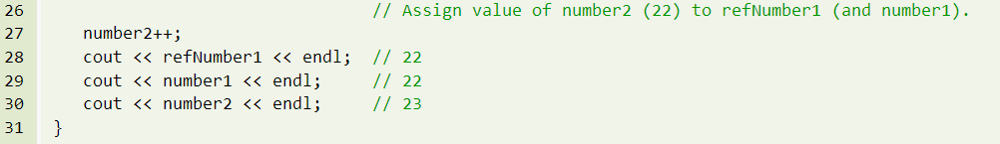 26 // Assign value of number2 (22) to refNumber1 (and number1).
27 number2++;
28 cout << refNumber1 << endl; // 22
29 cout << number1 << endl; // 22
30 cout << number2 << endl; // 23
31 }